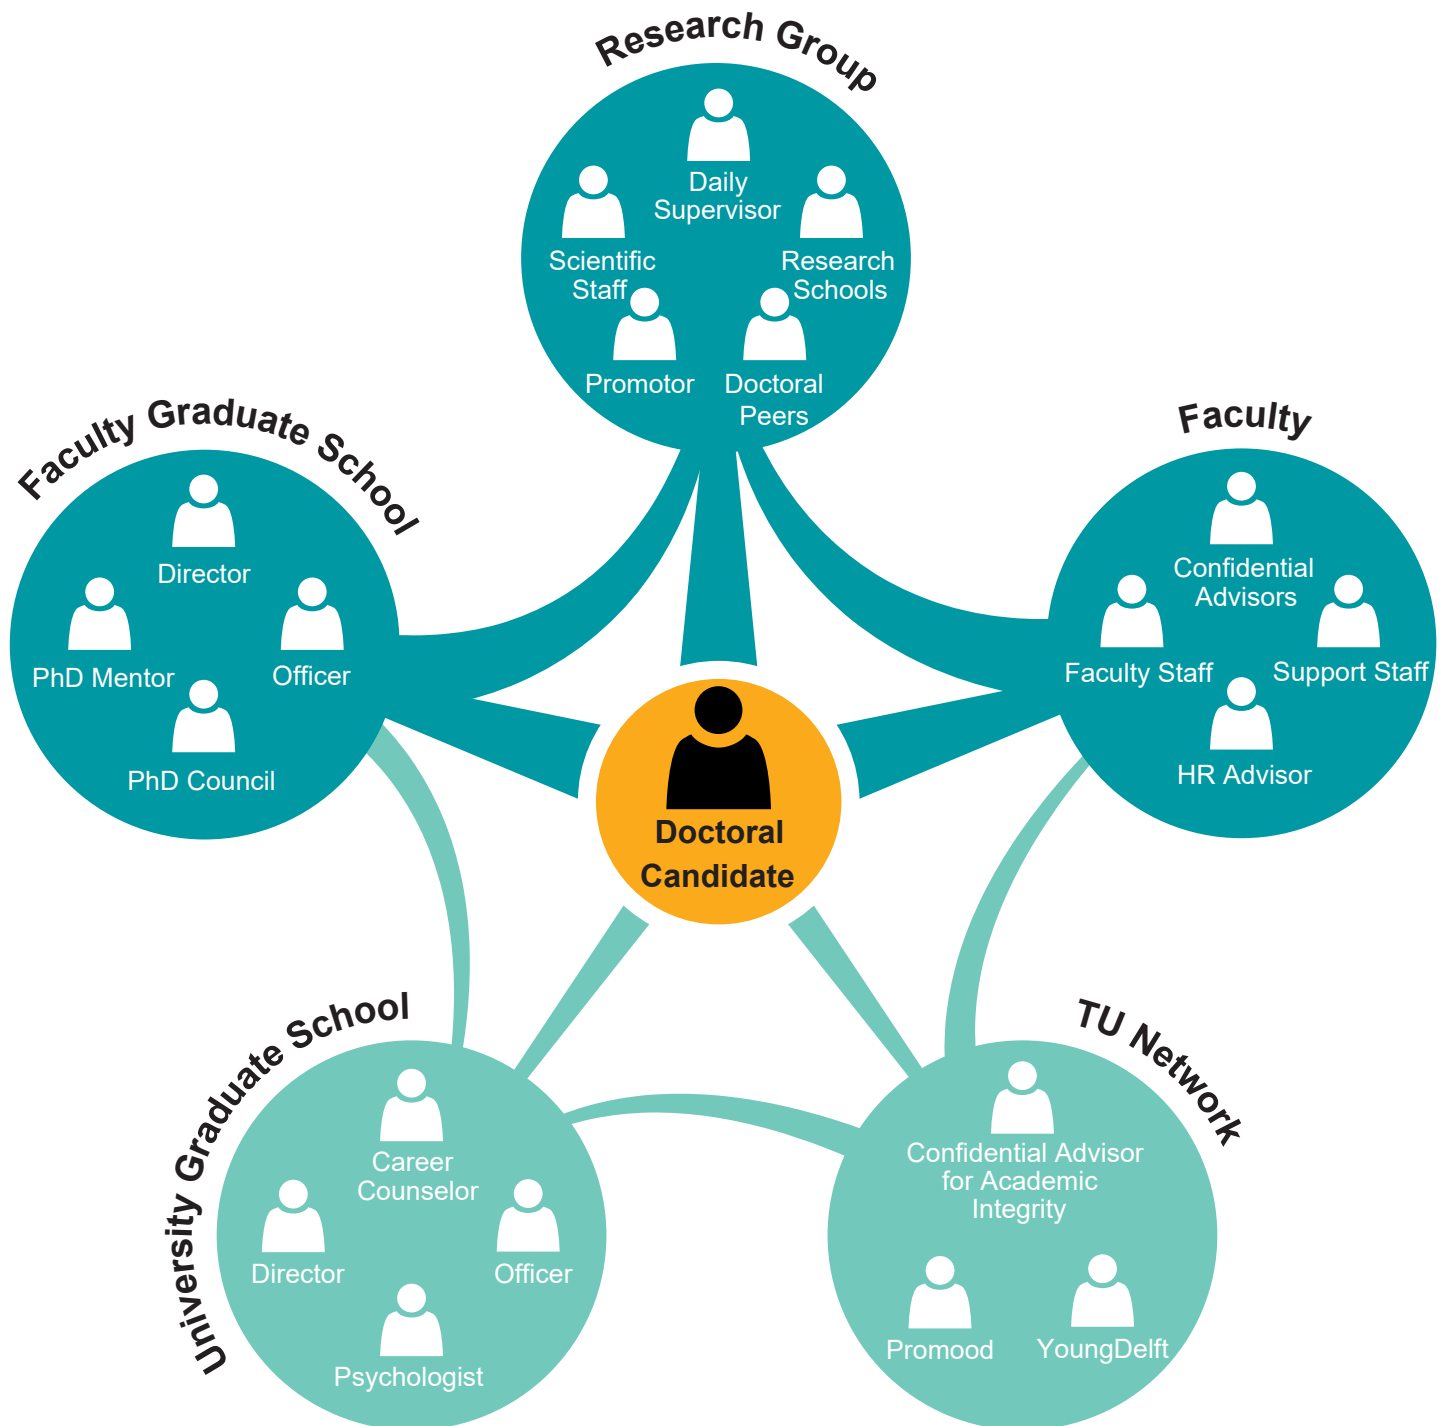 Research Group
Daily
Supervisor
Scientific
Staff
Research
Schools
Promotor
Doctoral
Peers
Faculty Graduate School
Director
PhD Mentor
Officer
PhD Council
Faculty
Confidential
Advisors
Faculty Staff
Support Staff
HR Advisor
Doctoral
Candidate
University Graduate School
Career
Counselor
Director
Officer
Psychologist
TU Network
Confidential Advisor
for Academic
Integrity
Promood
YoungDelft